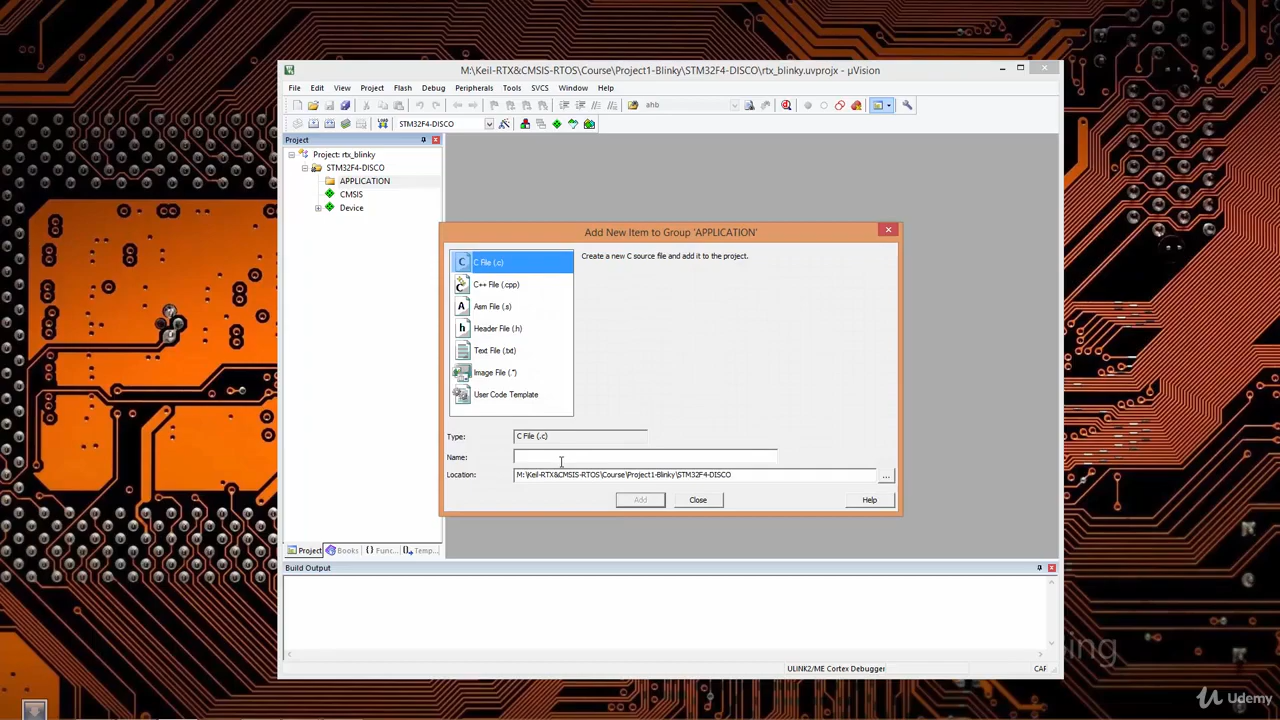 M:\Keil-RTX&CMSIS-RTOS\Course\Project1-Blinky\STM32F4-DISCO\rtx_blinky.uvprojx - µVision
File Edit View Project Flash Debug Peripherals Tools SVCS Window Help
ahb
STM32F4-DISCO
Project
Project: rtx_blinky
STM32F4-DISCO
APPLICATION
CMSIS
Device
Add New Item to Group 'APPLICATION'
C File (.c)
Create a new C source file and add it to the project.
C++ File (.cpp)
Asm File (.s)
Header File (.h)
Text File (.txt)
Image File (.*)
User Code Template
Type: C File (.c)
Name:
Location: M:\Keil-RTX&CMSIS-RTOS\Course\Project1-Blinky\STM32F4-DISCO
...
Add Close Help
Project Books {} Func... Temp...
Build Output
ULINK2/ME Cortex Debugger
CAP
Udemy